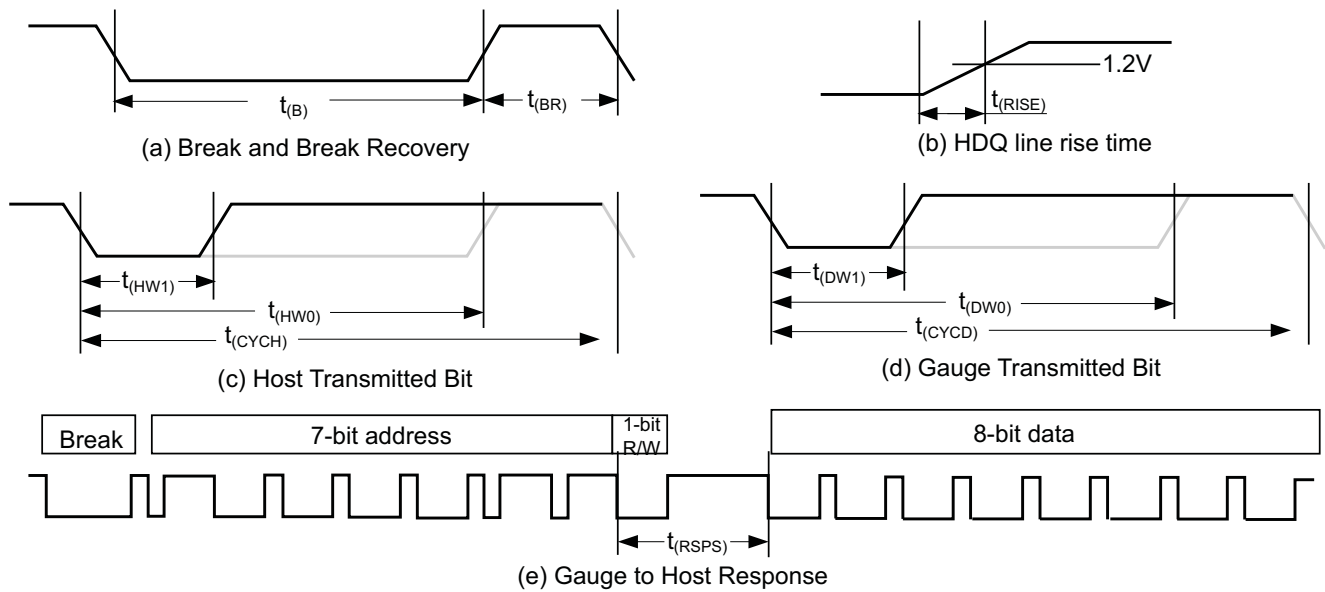 t(B)
t(BR)
(a) Break and Break Recovery
1.2V
t(RISE)
(b) HDQ line rise time
t(HW1)
t(HW0)
t(CYCH)
(c) Host Transmitted Bit
t(DW1)
t(DW0)
t(CYCD)
(d) Gauge Transmitted Bit
Break
7-bit address
1-bit
R/W
8-bit data
t(RSPS)
(e) Gauge to Host Response